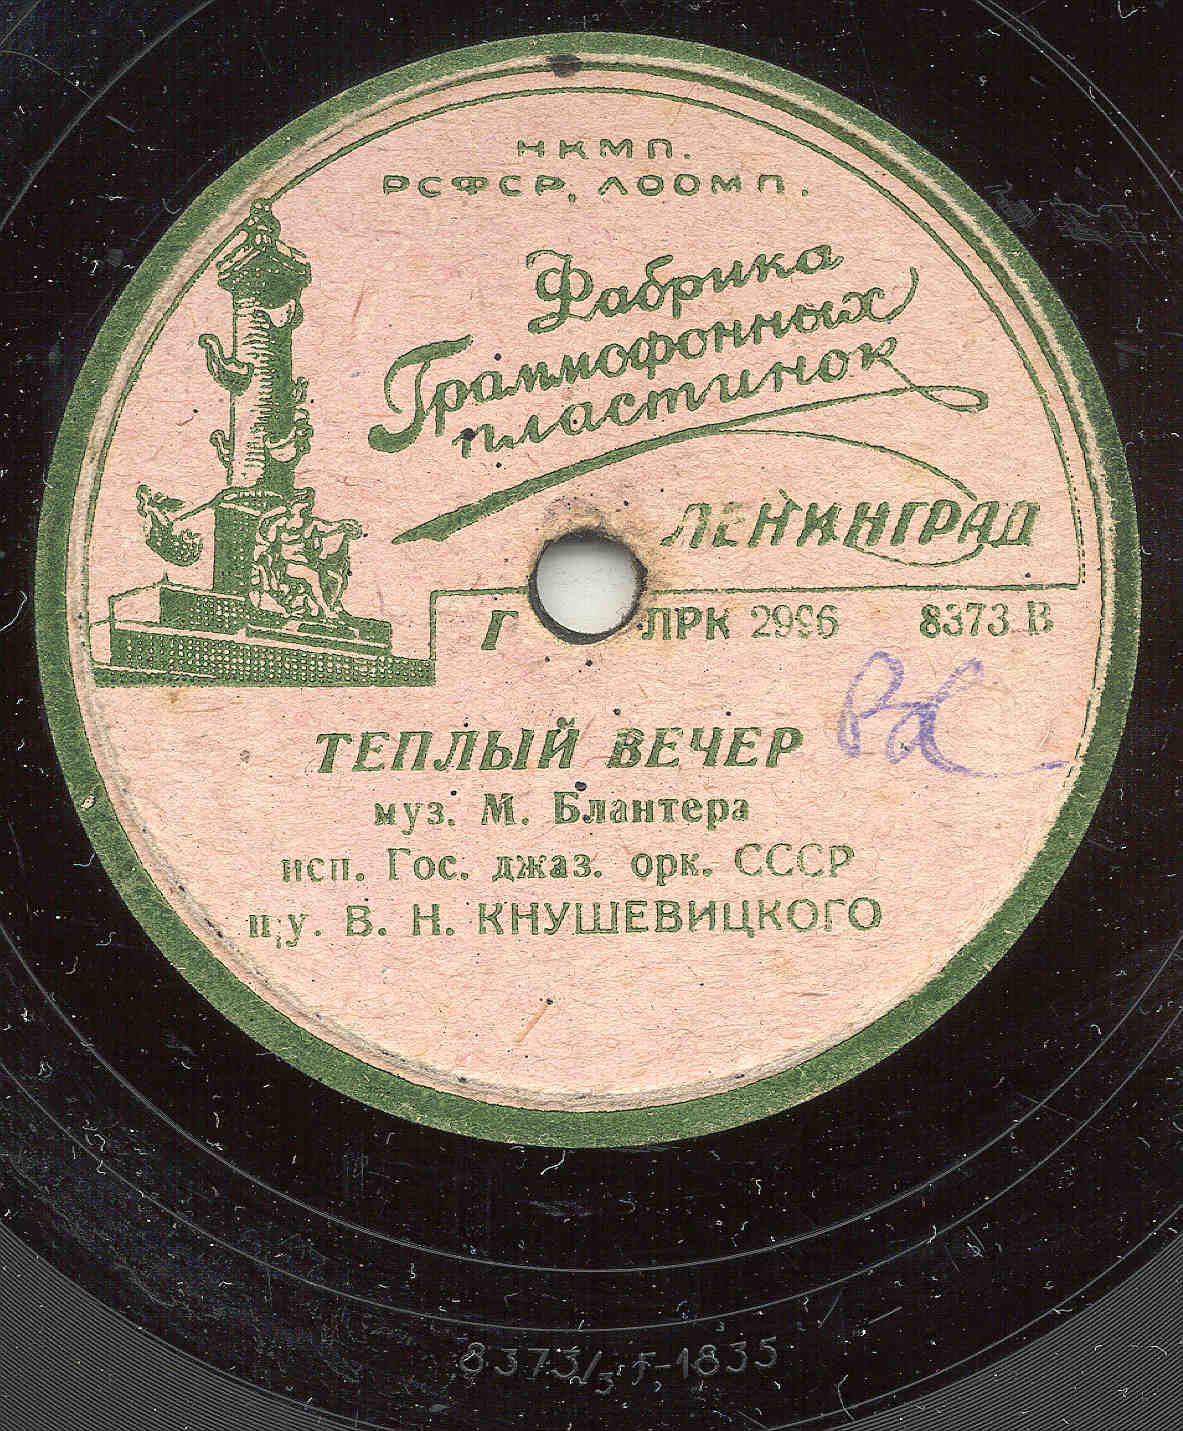 НКМП.
РСФСР, ЛООМП.
Фабрика
Граммофонных
пластинок
ЛЕНИНГРАД
Г ЛРК 2996 8373 В
ТЕПЛЫЙ ВЕЧЕР
муз. М. Блантера
исп. Гос. джаз. орк. СССР
п/у. В. Н. КНУШЕВИЦКОГО
8373/3 Г-1835